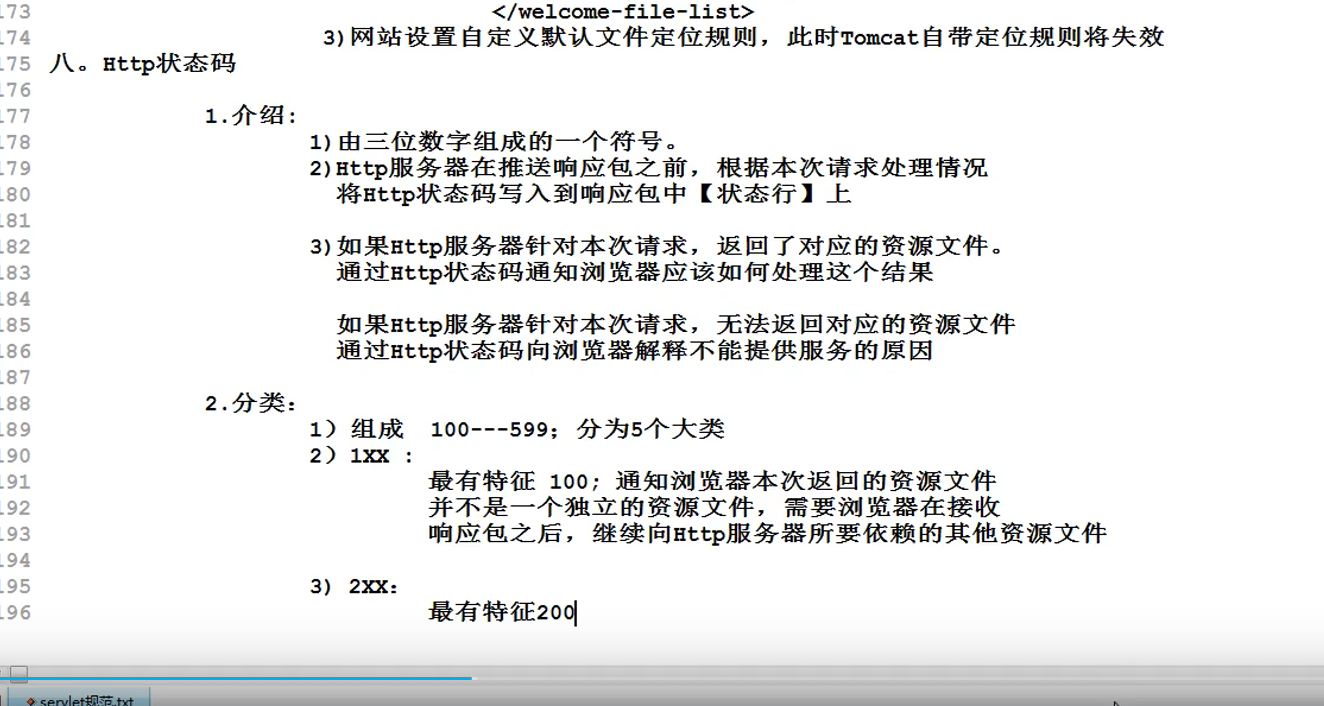 173 </welcome-file-list>
174 3)网站设置自定义默认文件定位规则，此时Tomcat自带定位规则将失效
175 八。Http状态码
176
177 1.介绍:
178 1)由三位数字组成的一个符号。
179 2)Http服务器在推送响应包之前，根据本次请求处理情况
180 将Http状态码写入到响应包中【状态行】上
181
182 3)如果Http服务器针对本次请求，返回了对应的资源文件。
183 通过Http状态码通知浏览器应该如何处理这个结果
184
185 如果Http服务器针对本次请求，无法返回对应的资源文件
186 通过Http状态码向浏览器解释不能提供服务的原因
187
188 2.分类：
189 1）组成 100---599；分为5个大类
190 2）1XX :
191 最有特征 100；通知浏览器本次返回的资源文件
192 并不是一个独立的资源文件，需要浏览器在接收
193 响应包之后，继续向Http服务器所要依赖的其他资源文件
194
195 3) 2XX：
196 最有特征200
servlet规范.txt